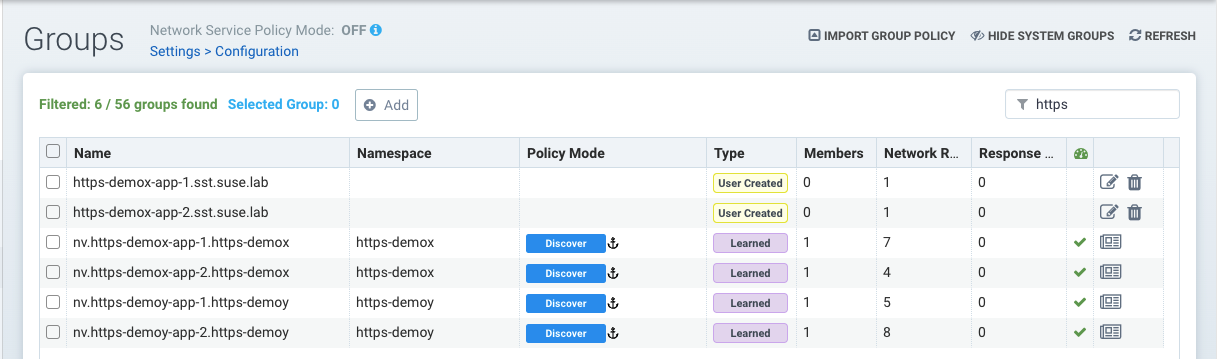 Groups
Network Service Policy Mode: OFF
Settings > Configuration
IMPORT GROUP POLICY HIDE SYSTEM GROUPS REFRESH
Filtered: 6 / 56 groups found Selected Group: 0 Add https
Name Namespace Policy Mode Type Members Network R... Response ...
https-demox-app-1.sst.suse.lab User Created 0 1 0
https-demox-app-2.sst.suse.lab User Created 0 1 0
nv.https-demox-app-1.https-demox https-demox Discover Learned 1 7 0
nv.https-demox-app-2.https-demox https-demox Discover Learned 1 4 0
nv.https-demoy-app-1.https-demoy https-demoy Discover Learned 1 5 0
nv.https-demoy-app-2.https-demoy https-demoy Discover Learned 1 8 0